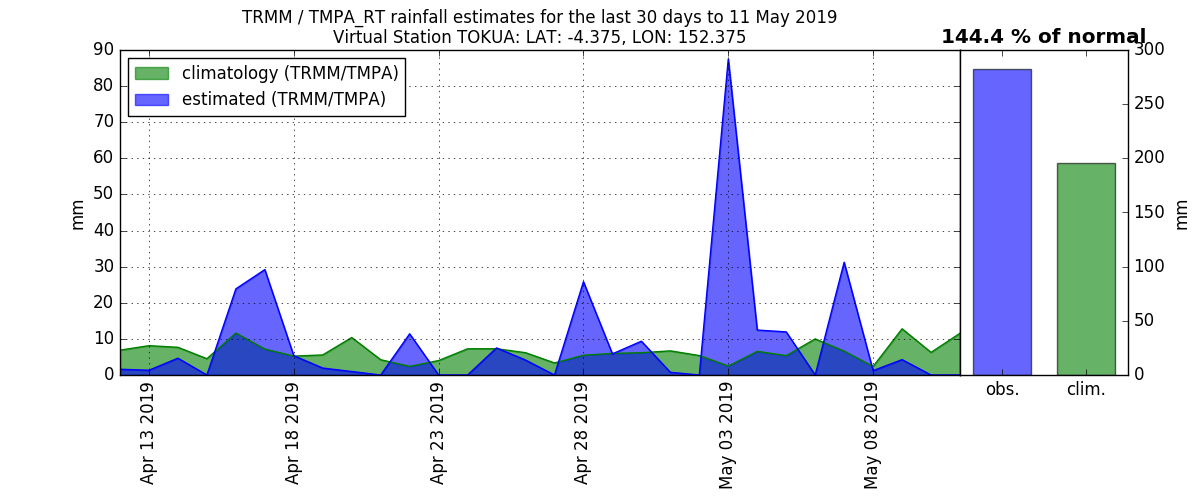 TRMM / TMPA_RT rainfall estimates for the last 30 days to 11 May 2019
Virtual Station TOKUA: LAT: -4.375, LON: 152.375
144.4 % of normal
climatology (TRMM/TMPA)
estimated (TRMM/TMPA)
90
80
70
60
50
40
30
20
10
0
mm
Apr 13 2019
Apr 18 2019
Apr 23 2019
Apr 28 2019
May 03 2019
May 08 2019
300
250
200
150
100
50
0
mm
obs.
clim.